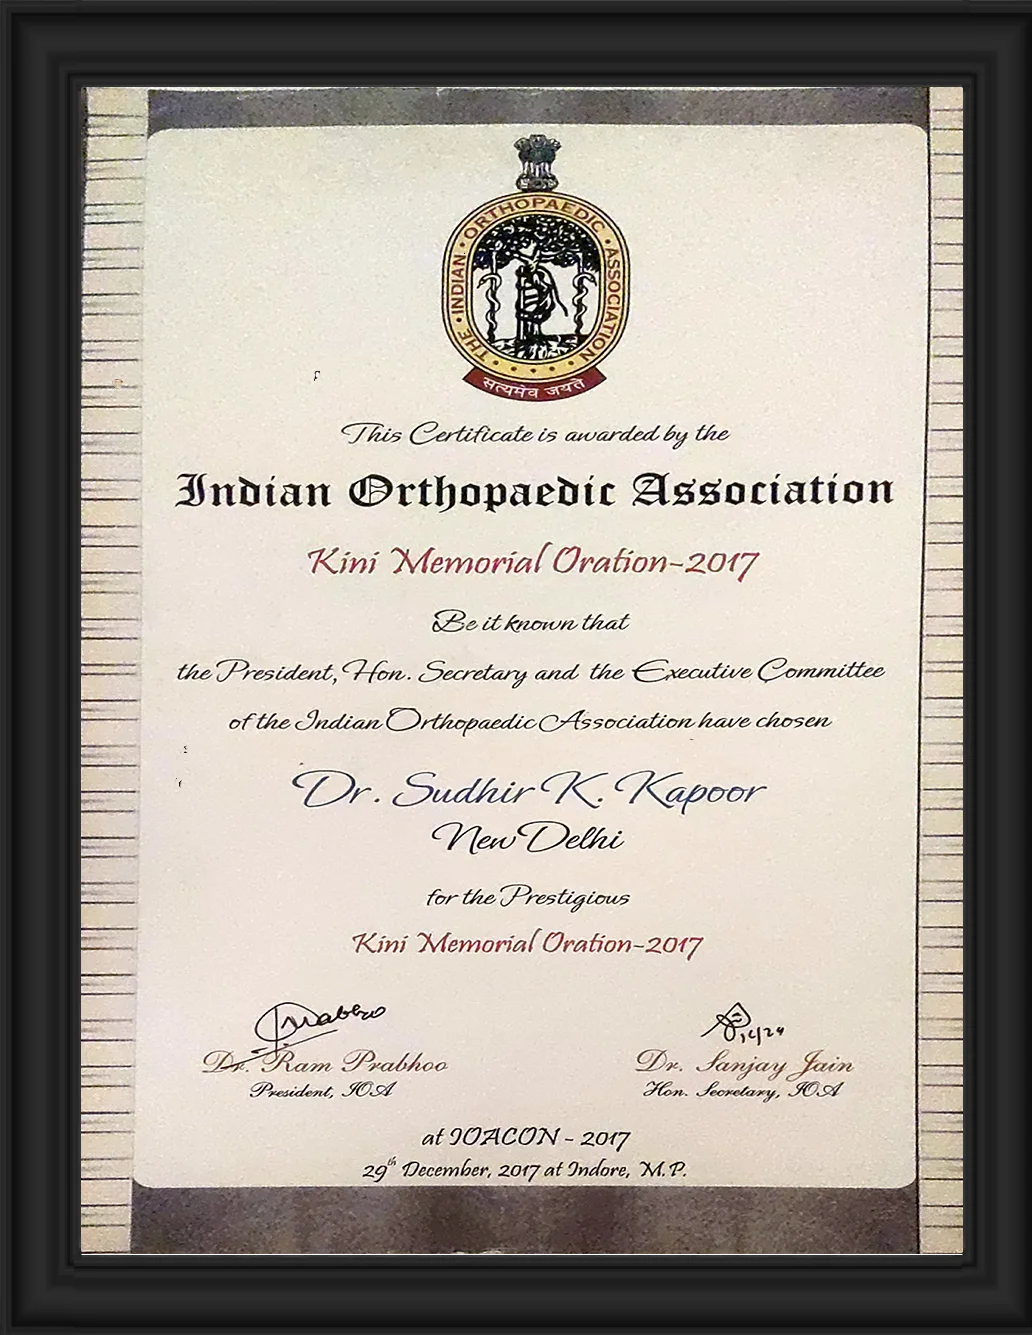 THE • INDIAN • ORTHOPAEDIC • ASSOCIATION
सत्यमेव जयते
This Certificate is awarded by the
Indian Orthopaedic Association
Kini Memorial Oration-2017
Be it known that
the President, Hon. Secretary and the Executive Committee
of the Indian Orthopaedic Association have chosen
Dr. Sudhir K. Kapoor
New Delhi
for the Prestigious
Kini Memorial Oration-2017
Dr. Ram Prabhoo
President, IOA
Dr. Sanjay Jain
Hon. Secretary, IOA
at IOACON - 2017
29th December, 2017 at Indore, M.P.